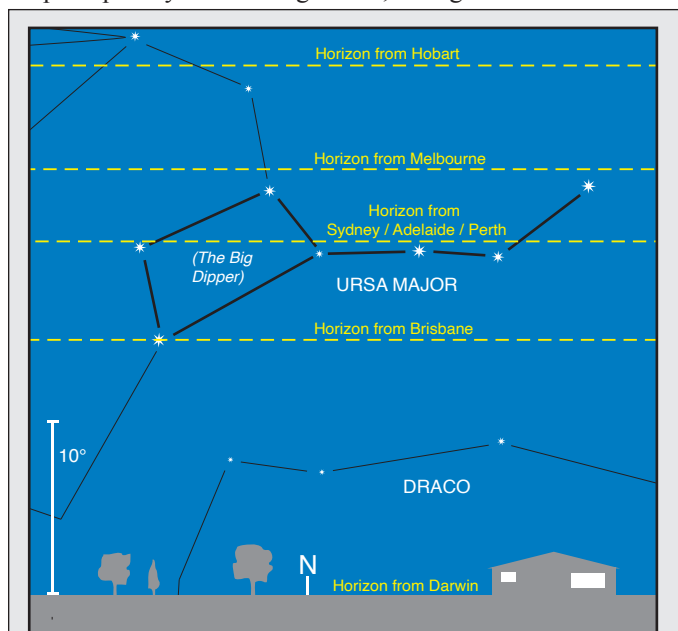 Horizon from Hobart
Horizon from Melbourne
Horizon from
Sydney / Adelaide / Perth
(The Big
Dipper)
URSA MAJOR
Horizon from Brisbane
10°
DRACO
N
Horizon from Darwin